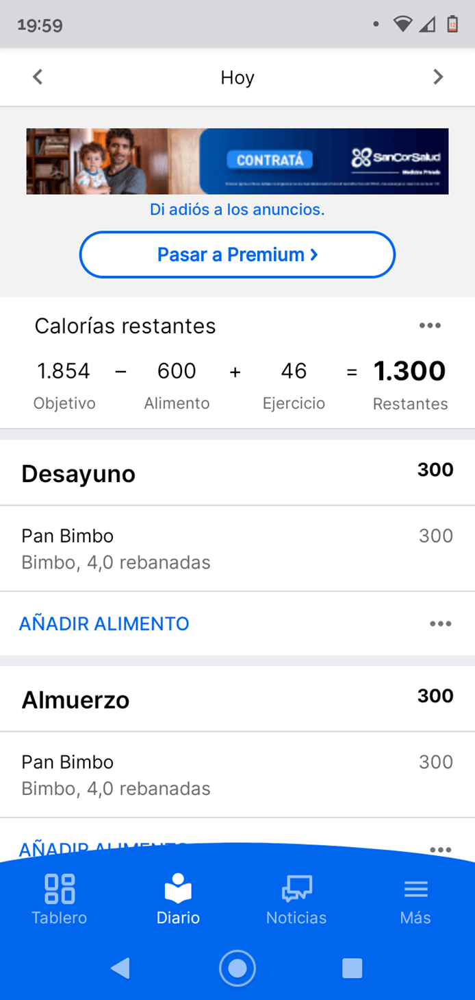 19:59
12
Hoy
CONTRATÁ
SanCorSalud
Medicina Privada
Di adiós a los anuncios.
Pasar a Premium ›
Calorías restantes
1.854 – 600 + 46 = 1.300
Objetivo Alimento Ejercicio Restantes
Desayuno 300
Pan Bimbo 300
Bimbo, 4,0 rebanadas
AÑADIR ALIMENTO
Almuerzo 300
Pan Bimbo 300
Bimbo, 4,0 rebanadas
AÑADIR ALIMENTO
Tablero Diario Noticias Más